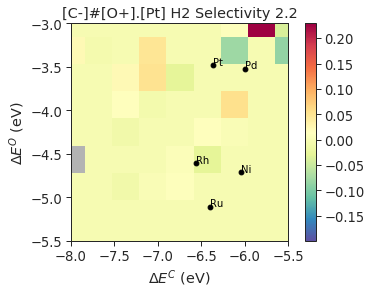 [C-]#[O+].[Pt] H2 Selectivity 2.2
−3.0
−3.5
−4.0
−4.5
−5.0
−5.5
ΔE^O (eV)
Pt
Pd
Rh
Ni
Ru
−8.0 −7.5 −7.0 −6.5 −6.0 −5.5
ΔE^C (eV)
0.20
0.15
0.10
0.05
0.00
−0.05
−0.10
−0.15